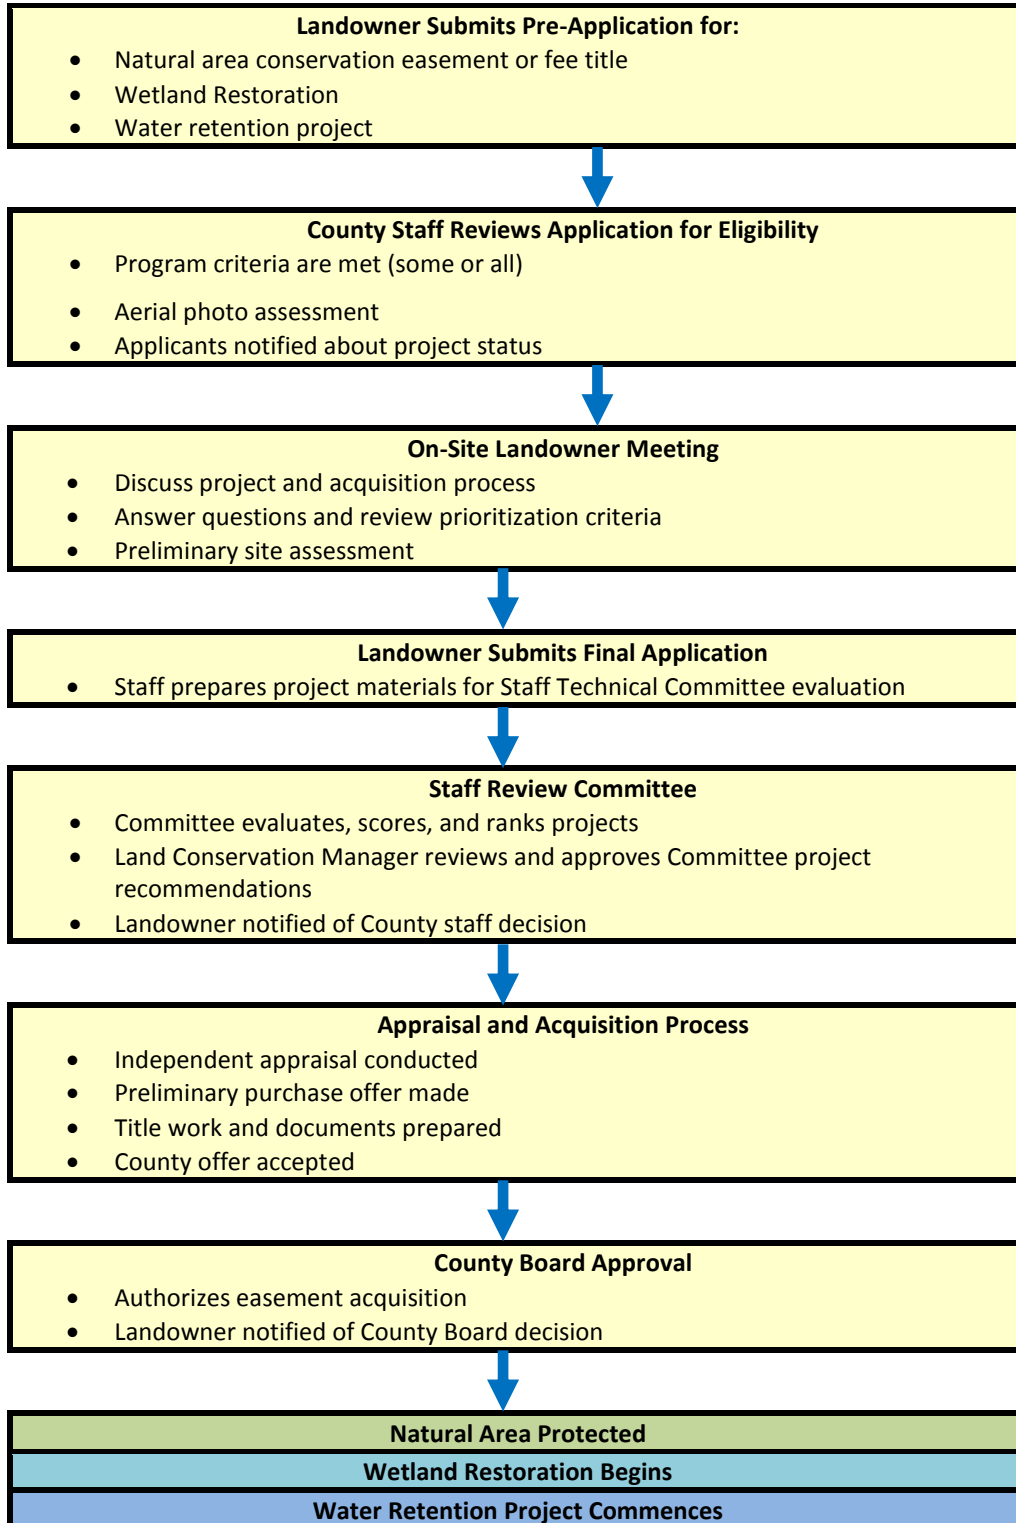 Landowner Submits Pre-Application for:
• Natural area conservation easement or fee title
• Wetland Restoration
• Water retention project
County Staff Reviews Application for Eligibility
• Program criteria are met (some or all)
• Aerial photo assessment
• Applicants notified about project status
On-Site Landowner Meeting
• Discuss project and acquisition process
• Answer questions and review prioritization criteria
• Preliminary site assessment
Landowner Submits Final Application
• Staff prepares project materials for Staff Technical Committee evaluation
Staff Review Committee
• Committee evaluates, scores, and ranks projects
• Land Conservation Manager reviews and approves Committee project
recommendations
• Landowner notified of County staff decision
Appraisal and Acquisition Process
• Independent appraisal conducted
• Preliminary purchase offer made
• Title work and documents prepared
• County offer accepted
County Board Approval
• Authorizes easement acquisition
• Landowner notified of County Board decision
Natural Area Protected
Wetland Restoration Begins
Water Retention Project Commences